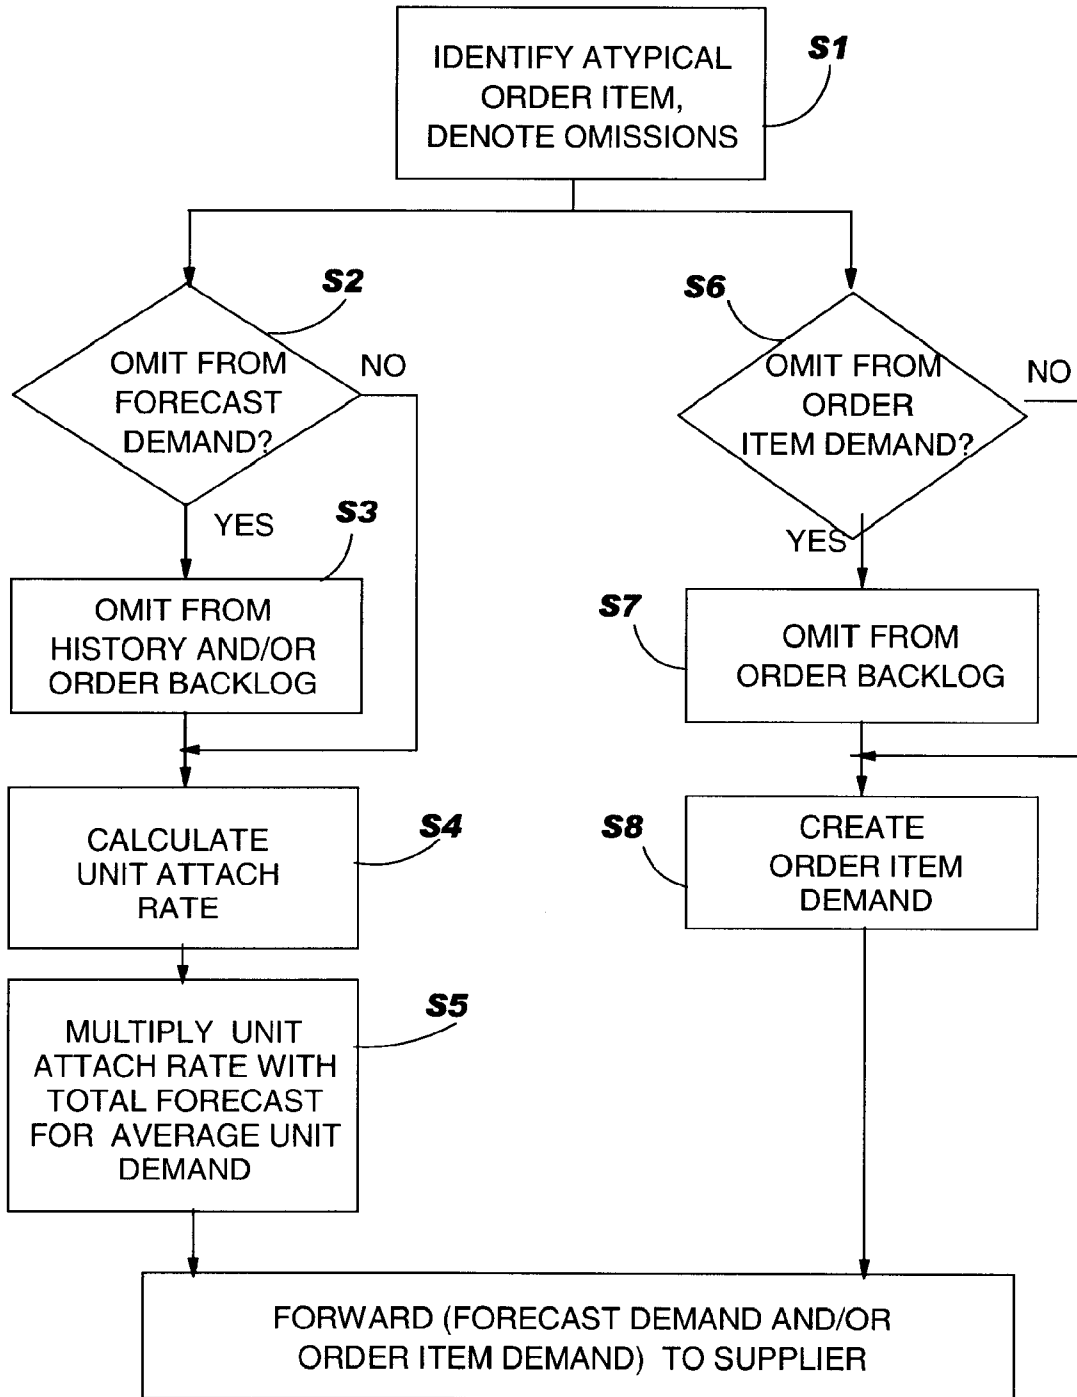 IDENTIFY ATYPICAL
ORDER ITEM,
DENOTE OMISSIONS
S1
S2
OMIT FROM
FORECAST
DEMAND?
NO
YES
S3
OMIT FROM
HISTORY AND/OR
ORDER BACKLOG
CALCULATE
UNIT ATTACH
RATE
S4
MULTIPLY UNIT
ATTACH RATE WITH
TOTAL FORECAST
FOR AVERAGE UNIT
DEMAND
S5
S6
OMIT FROM
ORDER
ITEM DEMAND?
NO
YES
S7
OMIT FROM
ORDER BACKLOG
S8
CREATE
ORDER ITEM
DEMAND
FORWARD (FORECAST DEMAND AND/OR
ORDER ITEM DEMAND) TO SUPPLIER